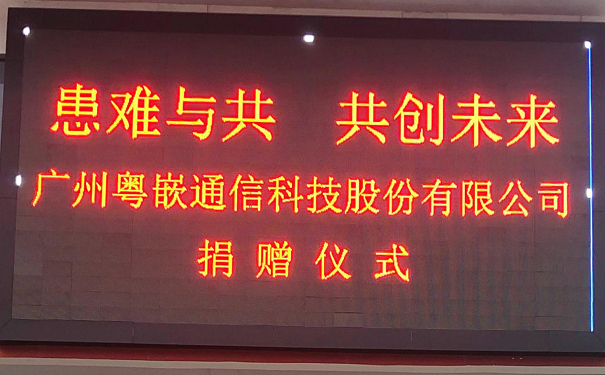 患难与共 共创未来
广州粤嵌通信科技股份有限公司
捐赠仪式